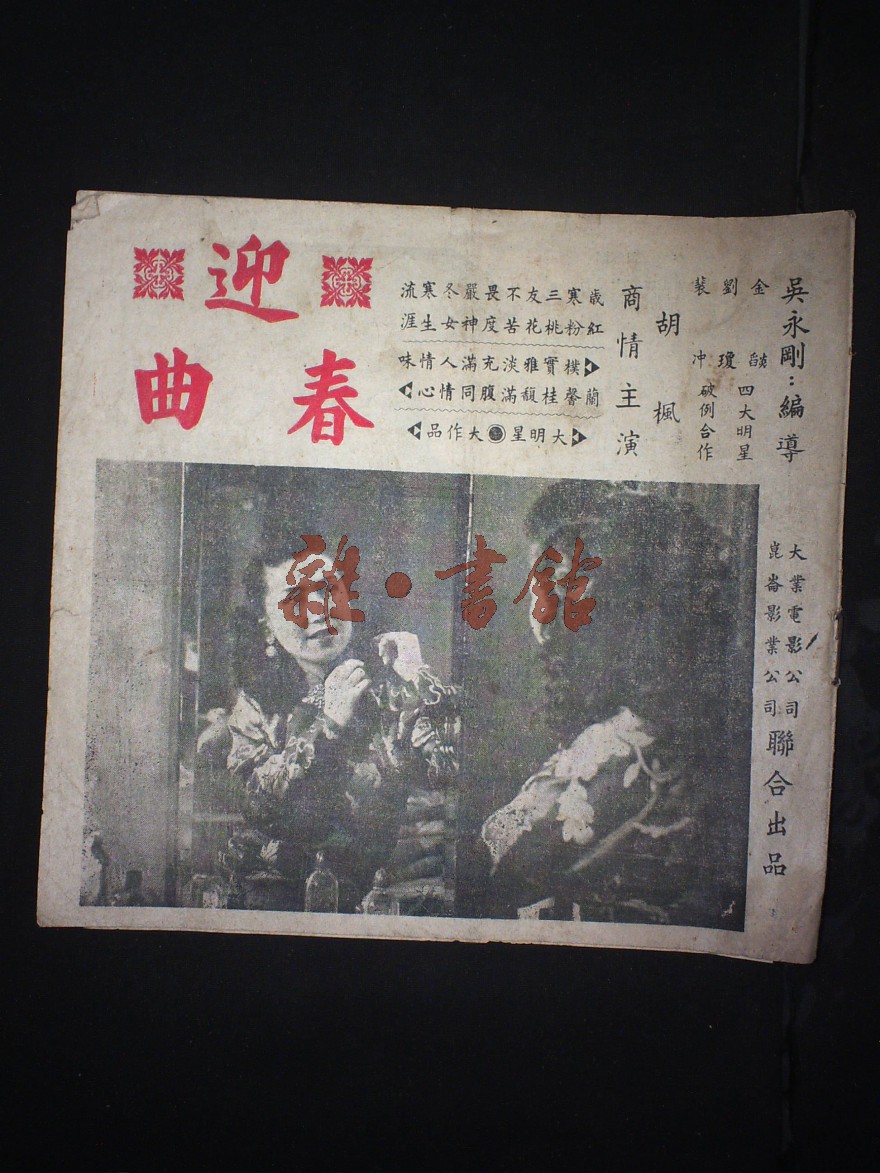 吳永剛:編導
金燄
劉瓊
裴冲
四大明星
破例合作
胡楓
商情主演
歲寒三友不畏嚴冬寒流
紅粉桃花苦度神女生涯
樸實雅淡充滿人情味
蘭馨桂馥滿腹同情心
大明星 大作品
迎春曲
大業電影公司
崑崙影業公司
聯合出品
雜·書館